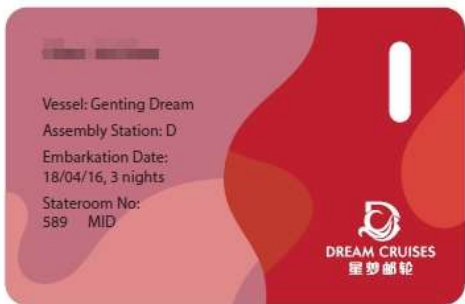 Vessel: Genting Dream
Assembly Station: D
Embarkation Date:
18/04/16, 3 nights
Stateroom No:
589 MID
DREAM CRUISES
星梦邮轮